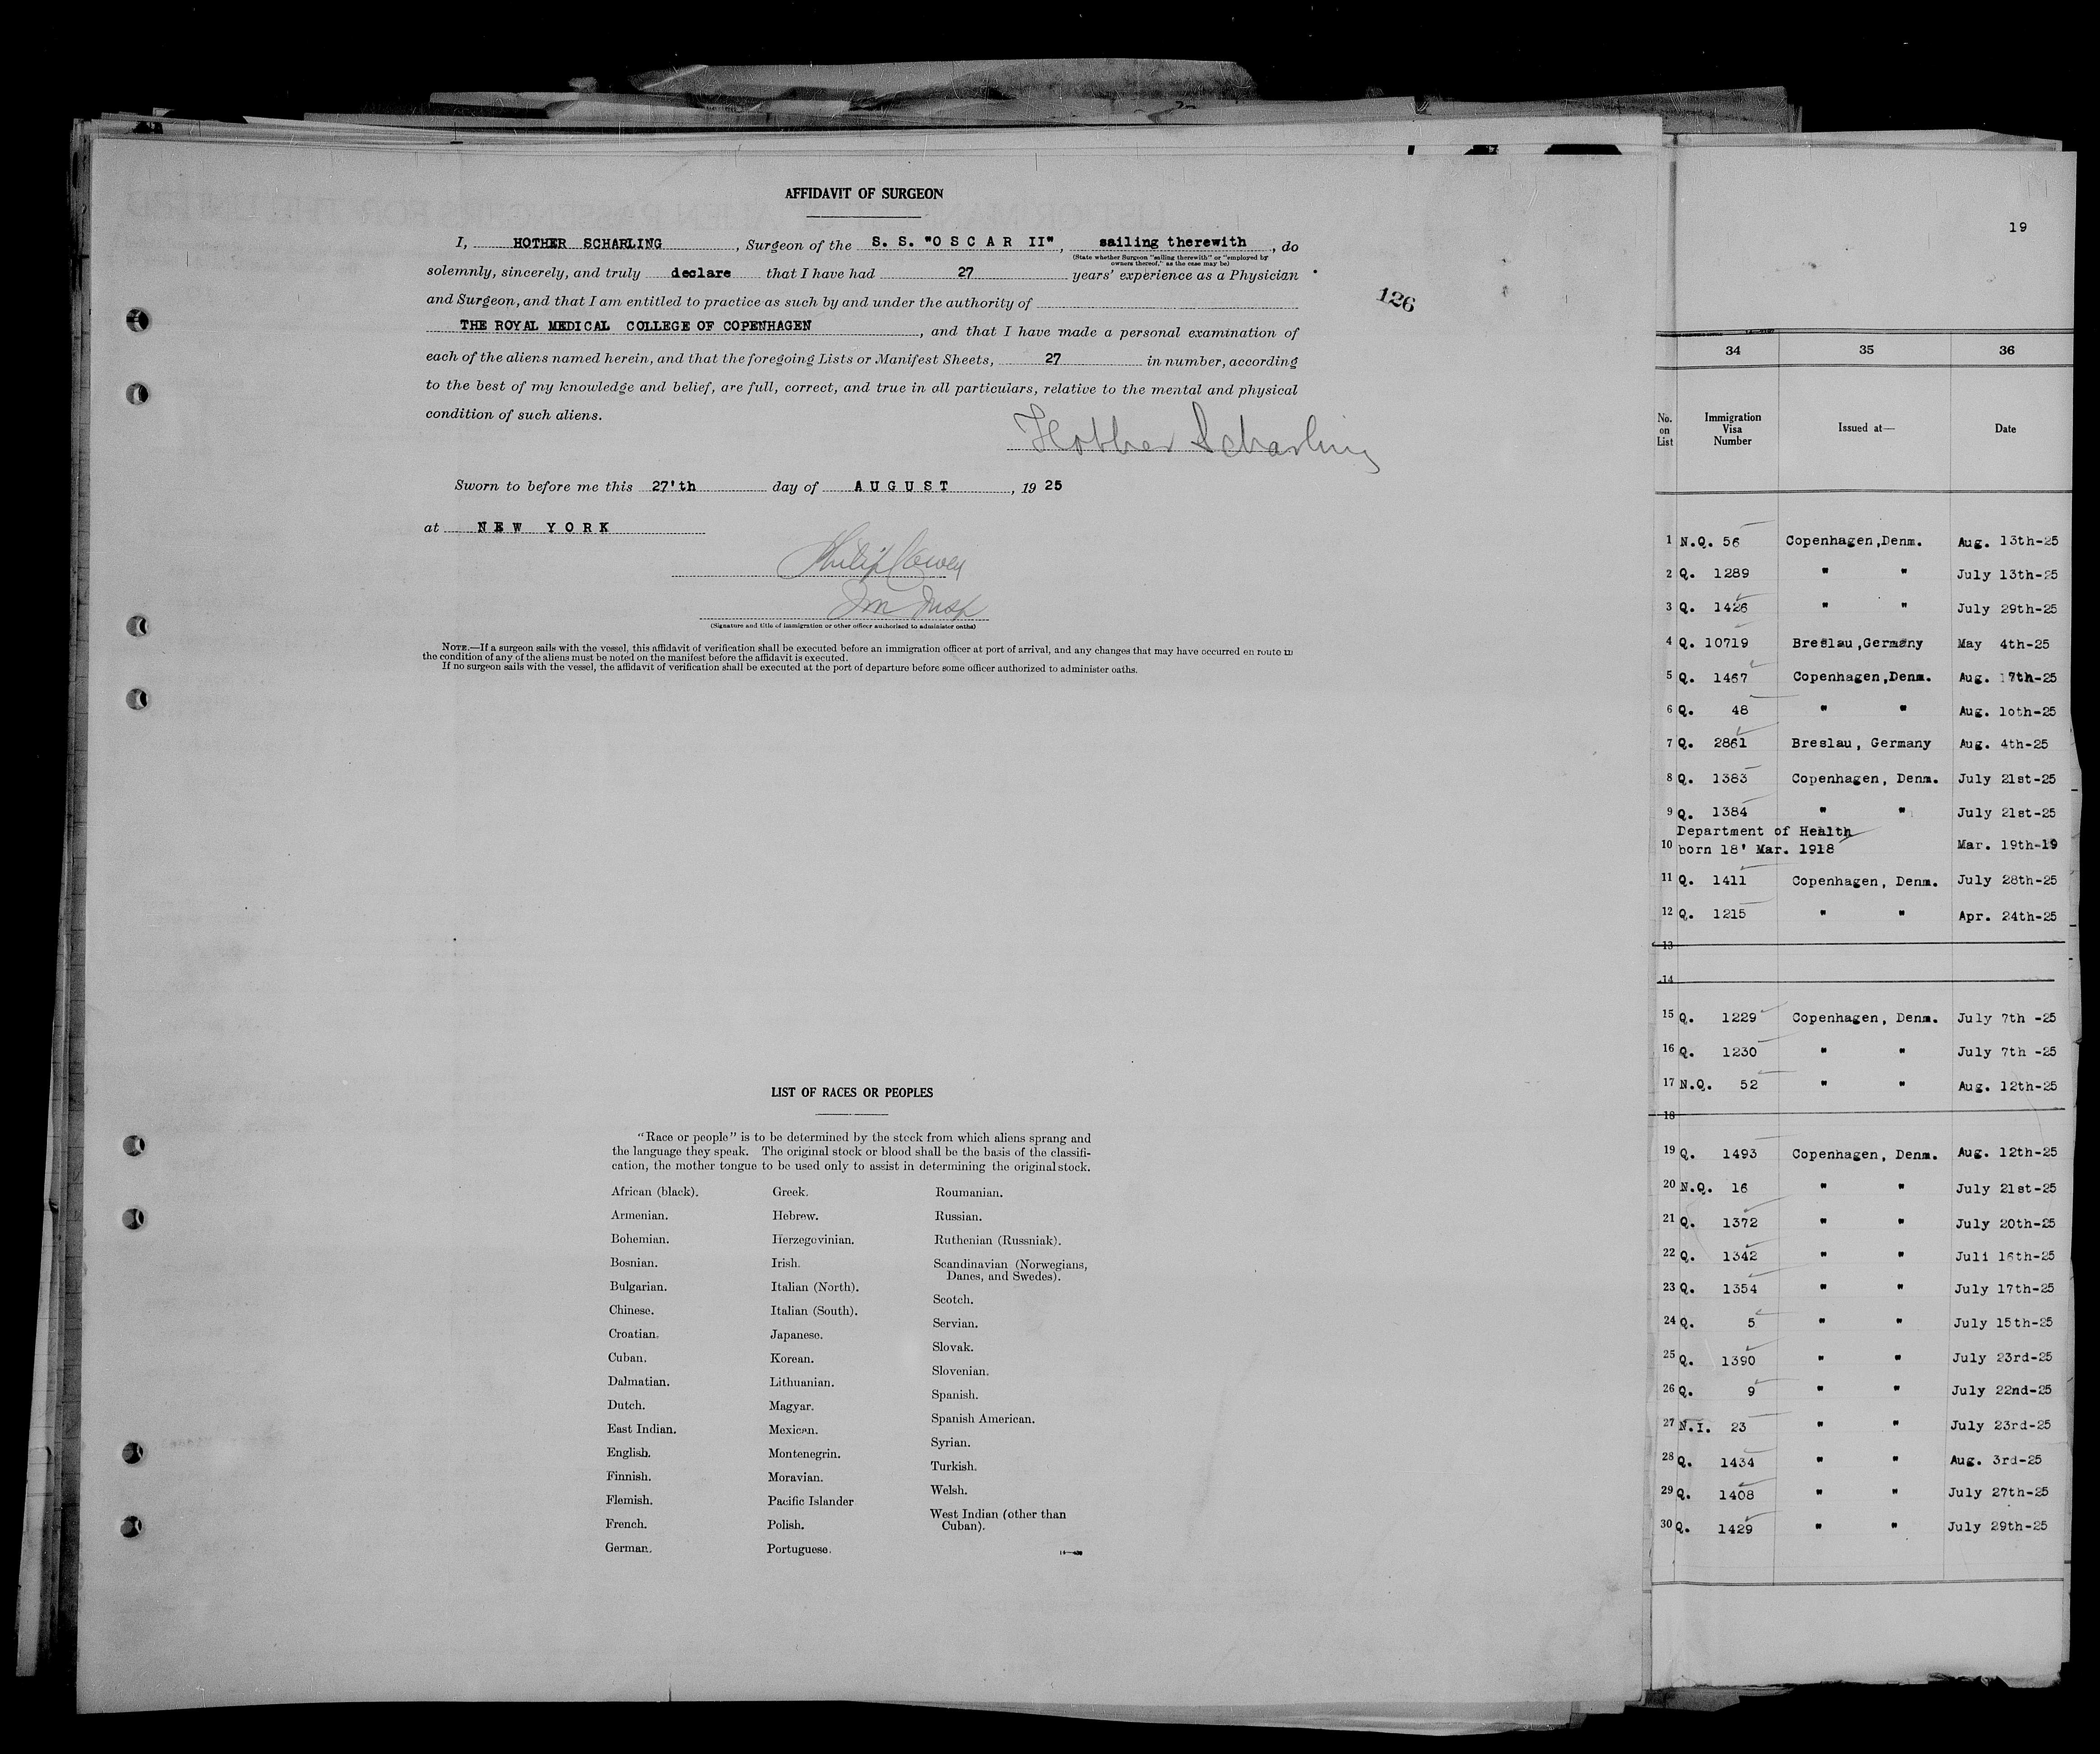 AFFIDAVIT OF SURGEON
I, HOTHER SCHARLING, Surgeon of the S. S. "O S C A R II", sailing therewith, do
(State whether Surgeon "sailing therewith" or "employed by
owners thereof," as the case may be)
solemnly, sincerely, and truly declare that I have had 27 years' experience as a Physician
and Surgeon, and that I am entitled to practice as such by and under the authority of
THE ROYAL MEDICAL COLLEGE OF COPENHAGEN, and that I have made a personal examination of
each of the aliens named herein, and that the foregoing Lists or Manifest Sheets, 27 in number, according
to the best of my knowledge and belief, are full, correct, and true in all particulars, relative to the mental and physical
condition of such aliens.
Hother Scharling
Sworn to before me this 27'th day of A U G U S T, 19 25
at N E W Y O R K
Philip Cowen
Im Insp
(Signature and title of immigration or other officer authorized to administer oaths)
NOTE.—If a surgeon sails with the vessel, this affidavit of verification shall be executed before an immigration officer at port of arrival, and any changes that may have occurred en route in
the condition of any of the aliens must be noted on the manifest before the affidavit is executed.
If no surgeon sails with the vessel, the affidavit of verification shall be executed at the port of departure before some officer authorized to administer oaths.
126
LIST OF RACES OR PEOPLES
"Race or people" is to be determined by the stock from which aliens sprang and
the language they speak. The original stock or blood shall be the basis of the classifi-
cation, the mother tongue to be used only to assist in determining the original stock.
African (black).
Armenian.
Bohemian.
Bosnian.
Bulgarian.
Chinese.
Croatian.
Cuban.
Dalmatian.
Dutch.
East Indian.
English.
Finnish.
Flemish.
French.
German.
Greek.
Hebrew.
Herzegovinian.
Irish.
Italian (North).
Italian (South).
Japanese.
Korean.
Lithuanian.
Magyar.
Mexican.
Montenegrin.
Moravian.
Pacific Islander
Polish.
Portuguese.
Roumanian.
Russian.
Ruthenian (Russniak).
Scandinavian (Norwegians,
Danes, and Swedes).
Scotch.
Servian.
Slovak.
Slovenian.
Spanish.
Spanish American.
Syrian.
Turkish.
Welsh.
West Indian (other than
Cuban).
19
34 35 36
No. on List Immigration Visa Number Issued at— Date
1 N.Q. 56 Copenhagen,Denm. Aug. 13th-25
2 Q. 1289 " " July 13th-25
3 Q. 1426 " " July 29th-25
4 Q. 10719 Breslau,Germany May 4th-25
5 Q. 1467 Copenhagen,Denm. Aug. 17th-25
6 Q. 48 " " Aug. 10th-25
7 Q. 2861 Breslau, Germany Aug. 4th-25
8 Q. 1383 Copenhagen, Denm. July 21st-25
9 Q. 1384 " " July 21st-25
Department of Health
10 born 18' Mar. 1918 Mar. 19th-19
11 Q. 1411 Copenhagen, Denm. July 28th-25
12 Q. 1215 " " Apr. 24th-25
13
14
15 Q. 1229 Copenhagen, Denm. July 7th -25
16 Q. 1230 " " July 7th -25
17 N.Q. 52 " " Aug. 12th-25
18
19 Q. 1493 Copenhagen, Denm. Aug. 12th-25
20 N.Q. 16 " " July 21st-25
21 Q. 1372 " " July 20th-25
22 Q. 1342 " " Juli 16th-25
23 Q. 1354 " " July 17th-25
24 Q. 5 " " July 15th-25
25 Q. 1390 " " July 23rd-25
26 Q. 9 " " July 22nd-25
27 N.I. 23 " " July 23rd-25
28 Q. 1434 " " Aug. 3rd-25
29 Q. 1408 " " July 27th-25
30 Q. 1429 " " July 29th-25